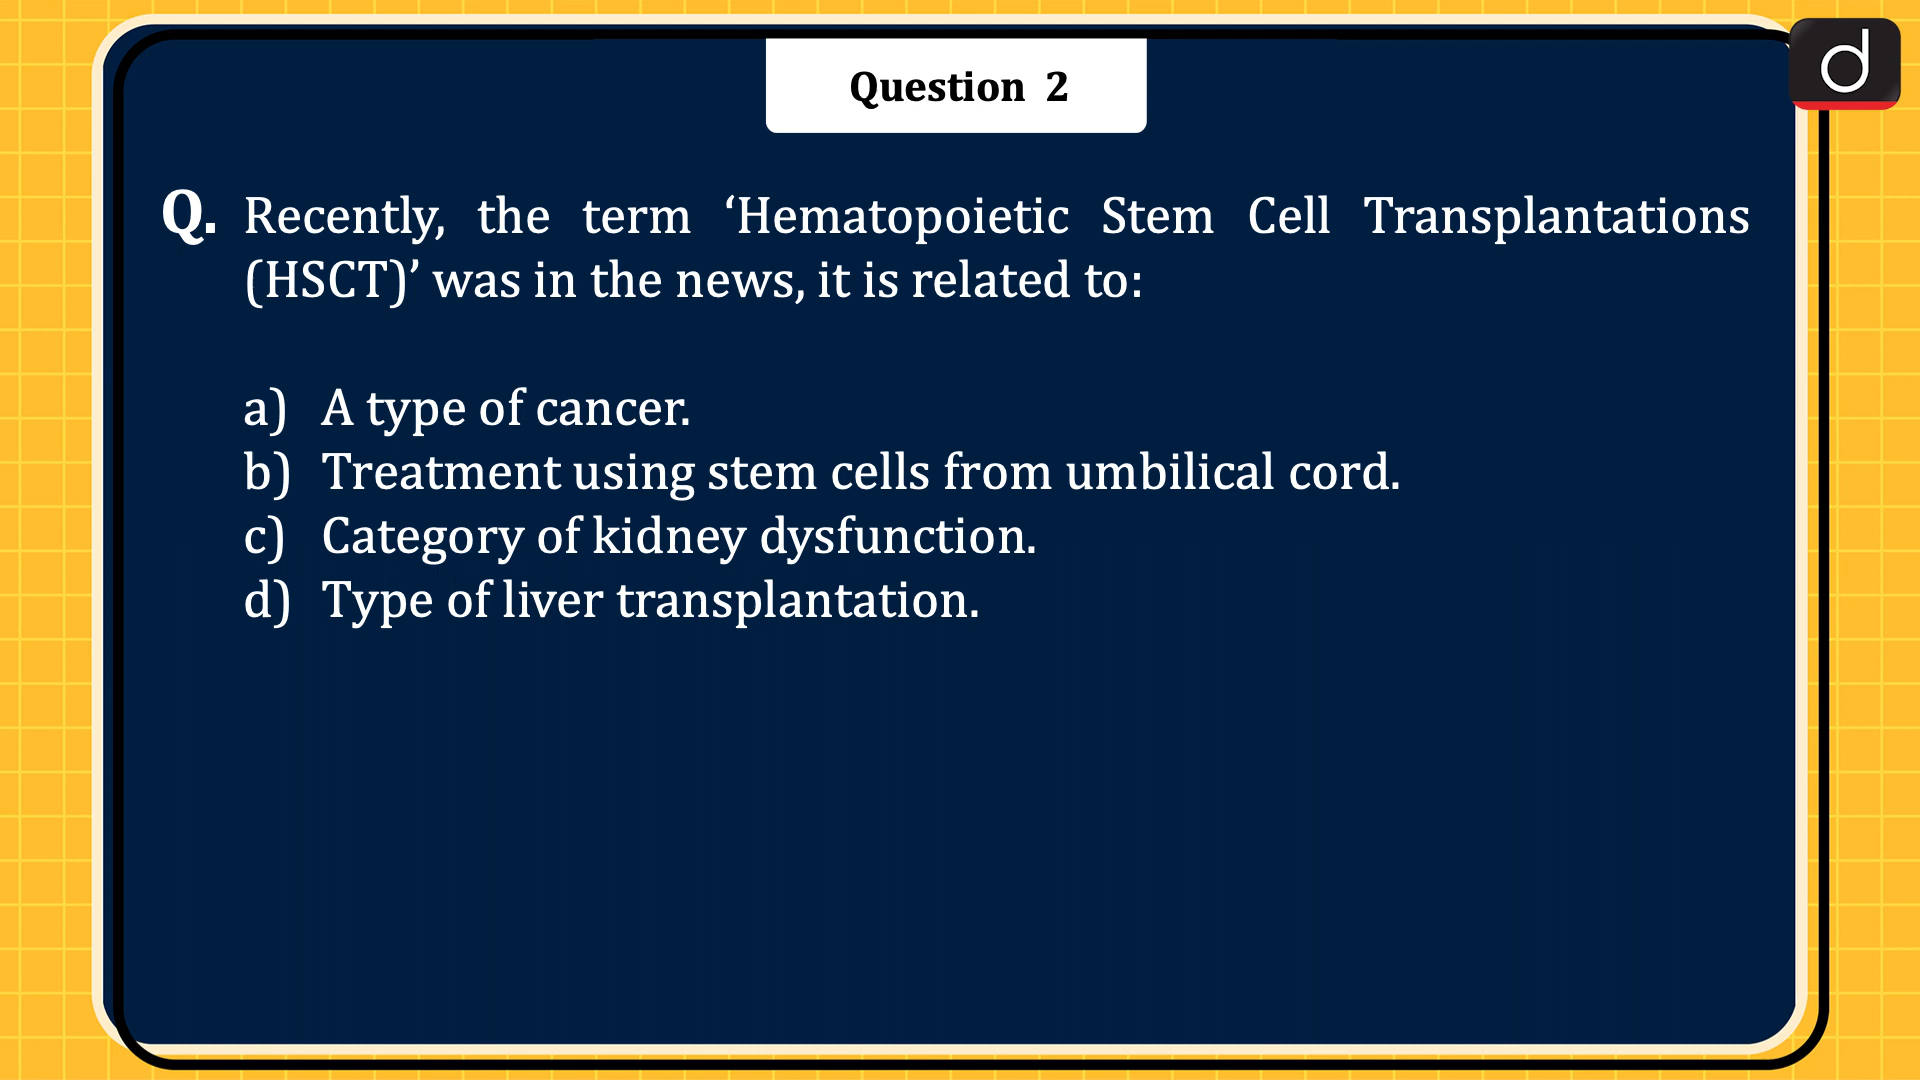 Question 2
Q. Recently, the term ‘Hematopoietic Stem Cell Transplantations
(HSCT)’ was in the news, it is related to:
a) A type of cancer.
b) Treatment using stem cells from umbilical cord.
c) Category of kidney dysfunction.
d) Type of liver transplantation.
d